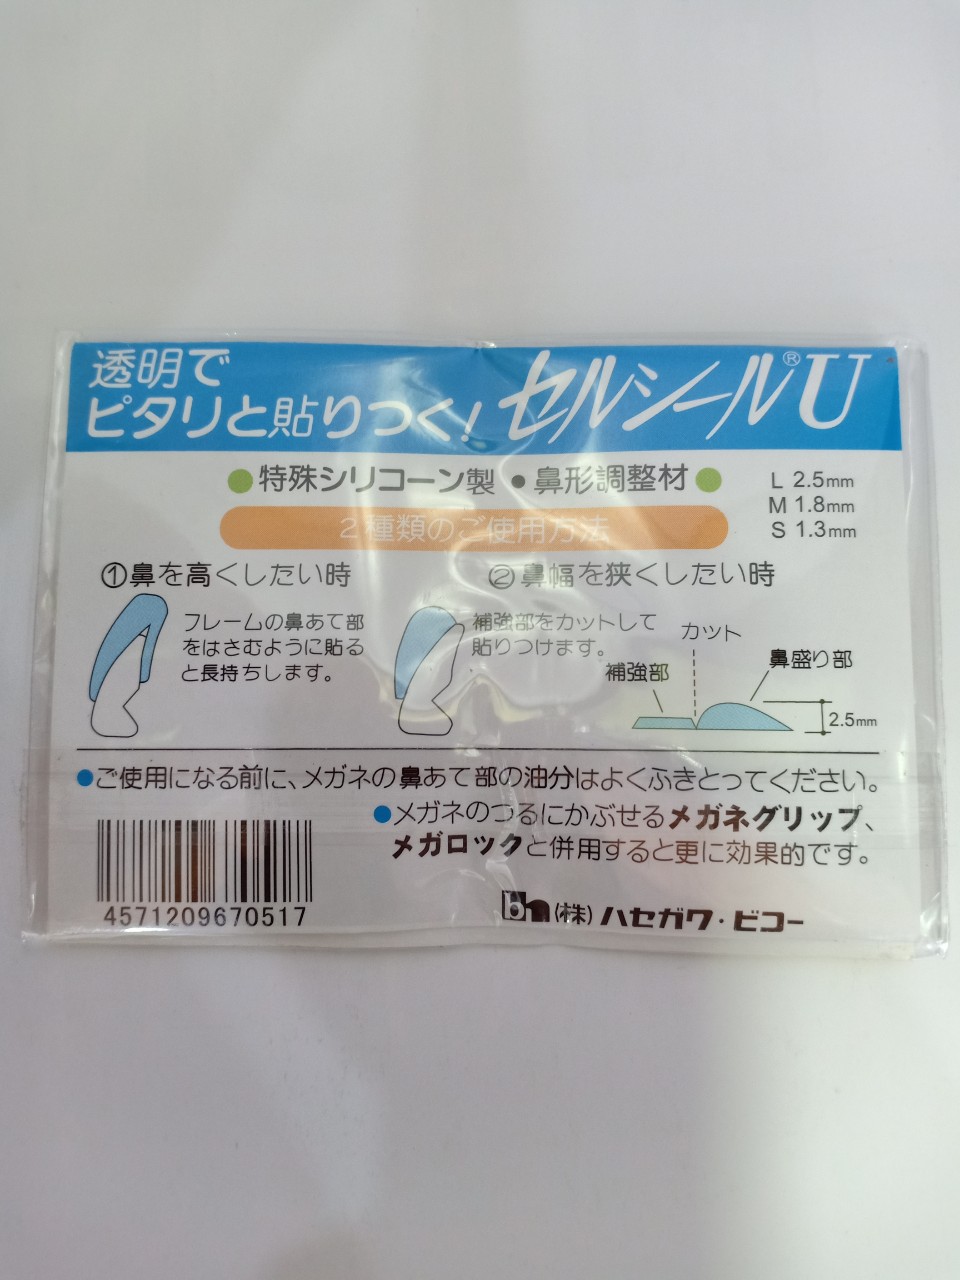 透明で
ピタリと貼りつく!
セルシール®U
●特殊シリコーン製・鼻形調整材●
L 2.5mm
M 1.8mm
S 1.3mm
2種類のご使用方法
①鼻を高くしたい時
フレームの鼻あて部
をはさむように貼る
と長持ちします。
②鼻幅を狭くしたい時
補強部をカットして
貼りつけます。
カット
補強部
鼻盛り部
2.5mm
●ご使用になる前に、メガネの鼻あて部の油分はよくふきとってください。
●メガネのつるにかぶせるメガネグリップ、
メガロックと併用すると更に効果的です。
4571209670517
bh (株)ハセガワ・ビコー